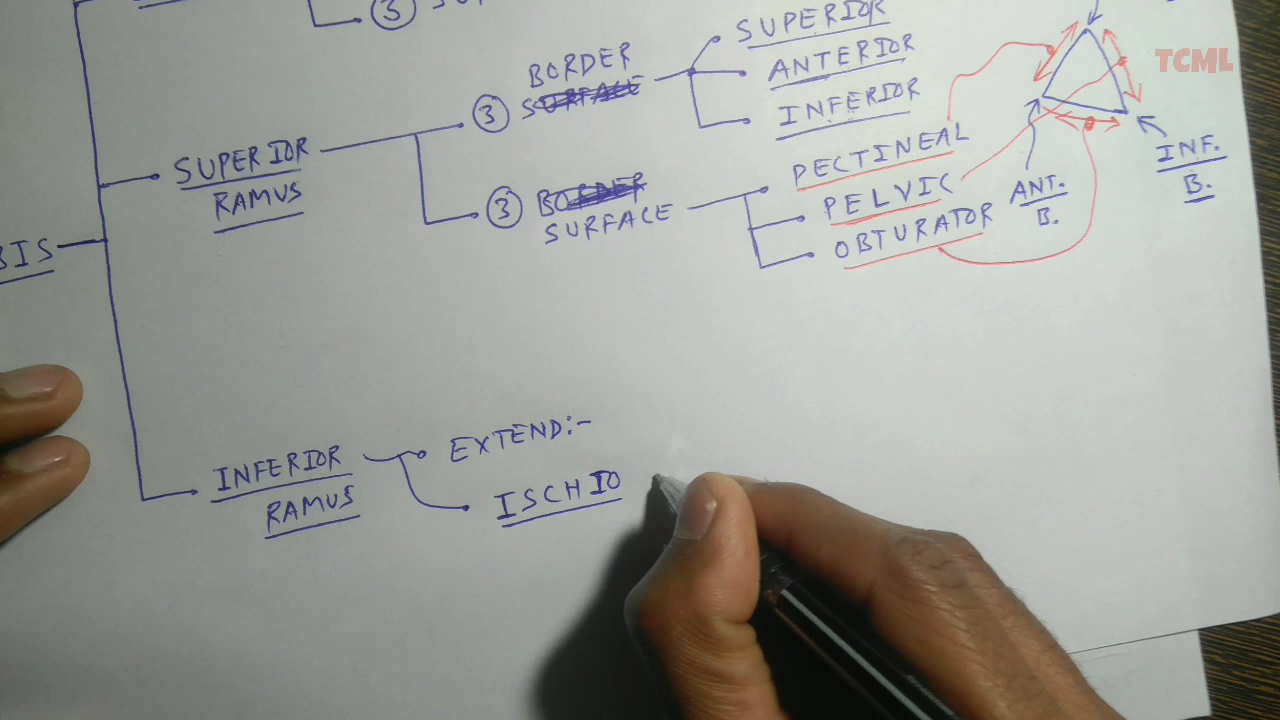 ③
BORDER
③ SURFACE
SUPERIOR
ANTERIOR
INFERIOR
TCML
SUPERIOR
RAMUS
③ BORDER
SURFACE
PECTINEAL
PELVIC
OBTURATOR
ANT.
B.
INF.
B.
BIS
INFERIOR
RAMUS
EXTEND:-
ISCHIO